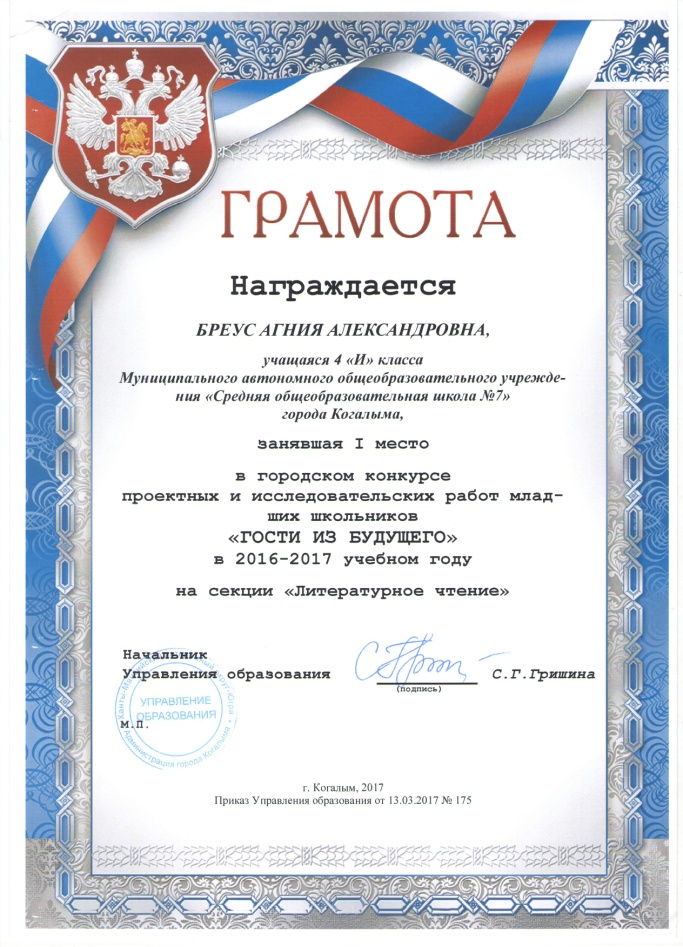 ГРАМОТА
Награждается
БРЕУС АГНИЯ АЛЕКСАНДРОВНА,
учащаяся 4 «И» класса
Муниципального автономного общеобразовательного учрежде-
ния «Средняя общеобразовательная школа №7»
города Когалыма,
занявшая I место
в городском конкурсе
проектных и исследовательских работ млад-
ших школьников
«ГОСТИ ИЗ БУДУЩЕГО»
в 2016-2017 учебном году
на секции «Литературное чтение»
Начальник
Управления образования
С.Г.Гришина
(подпись)
УПРАВЛЕНИЕ
ОБРАЗОВАНИЯ
Администрация города Когалыма
М.П.
г. Когалым, 2017
Приказ Управления образования от 13.03.2017 № 175